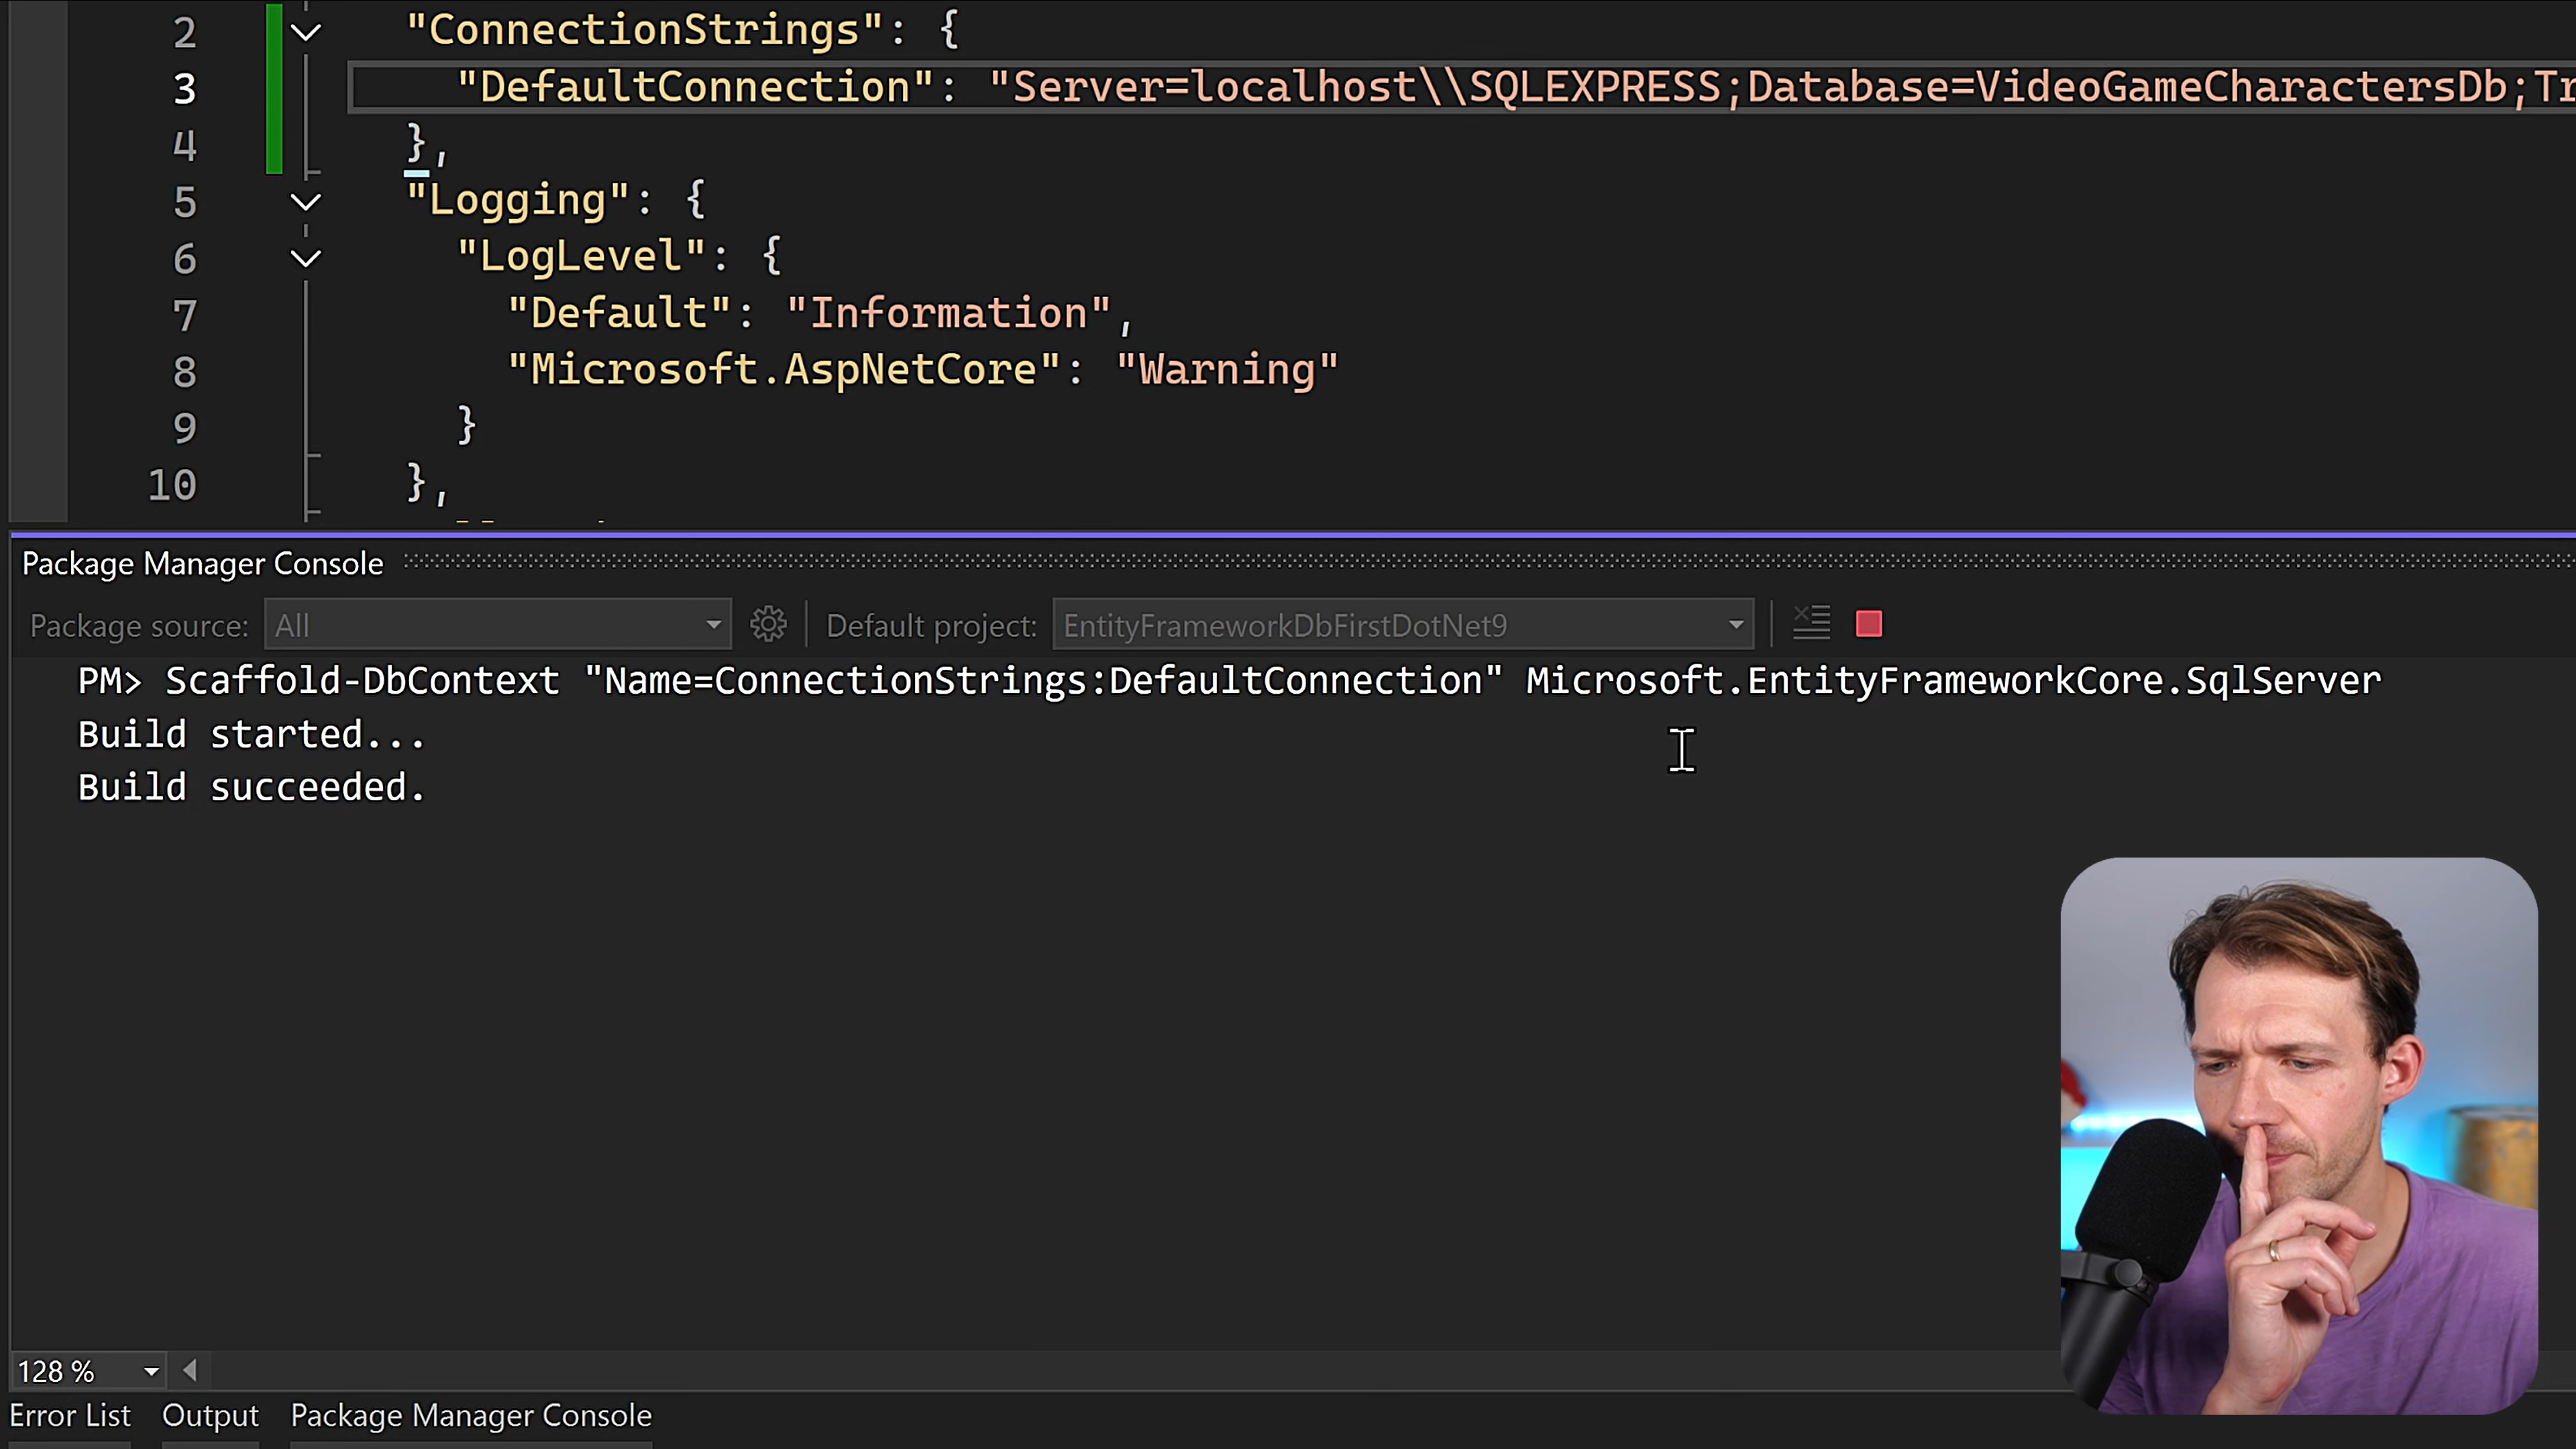 2 "ConnectionStrings": {
3 "DefaultConnection": "Server=localhost\\SQLEXPRESS;Database=VideoGameCharactersDb;Tr
4 },
5 "Logging": {
6 "LogLevel": {
7 "Default": "Information",
8 "Microsoft.AspNetCore": "Warning"
9 }
10 },
Package Manager Console
Package source: All Default project: EntityFrameworkDbFirstDotNet9
PM> Scaffold-DbContext "Name=ConnectionStrings:DefaultConnection" Microsoft.EntityFrameworkCore.SqlServer
Build started...
Build succeeded.
128 %
Error List Output Package Manager Console